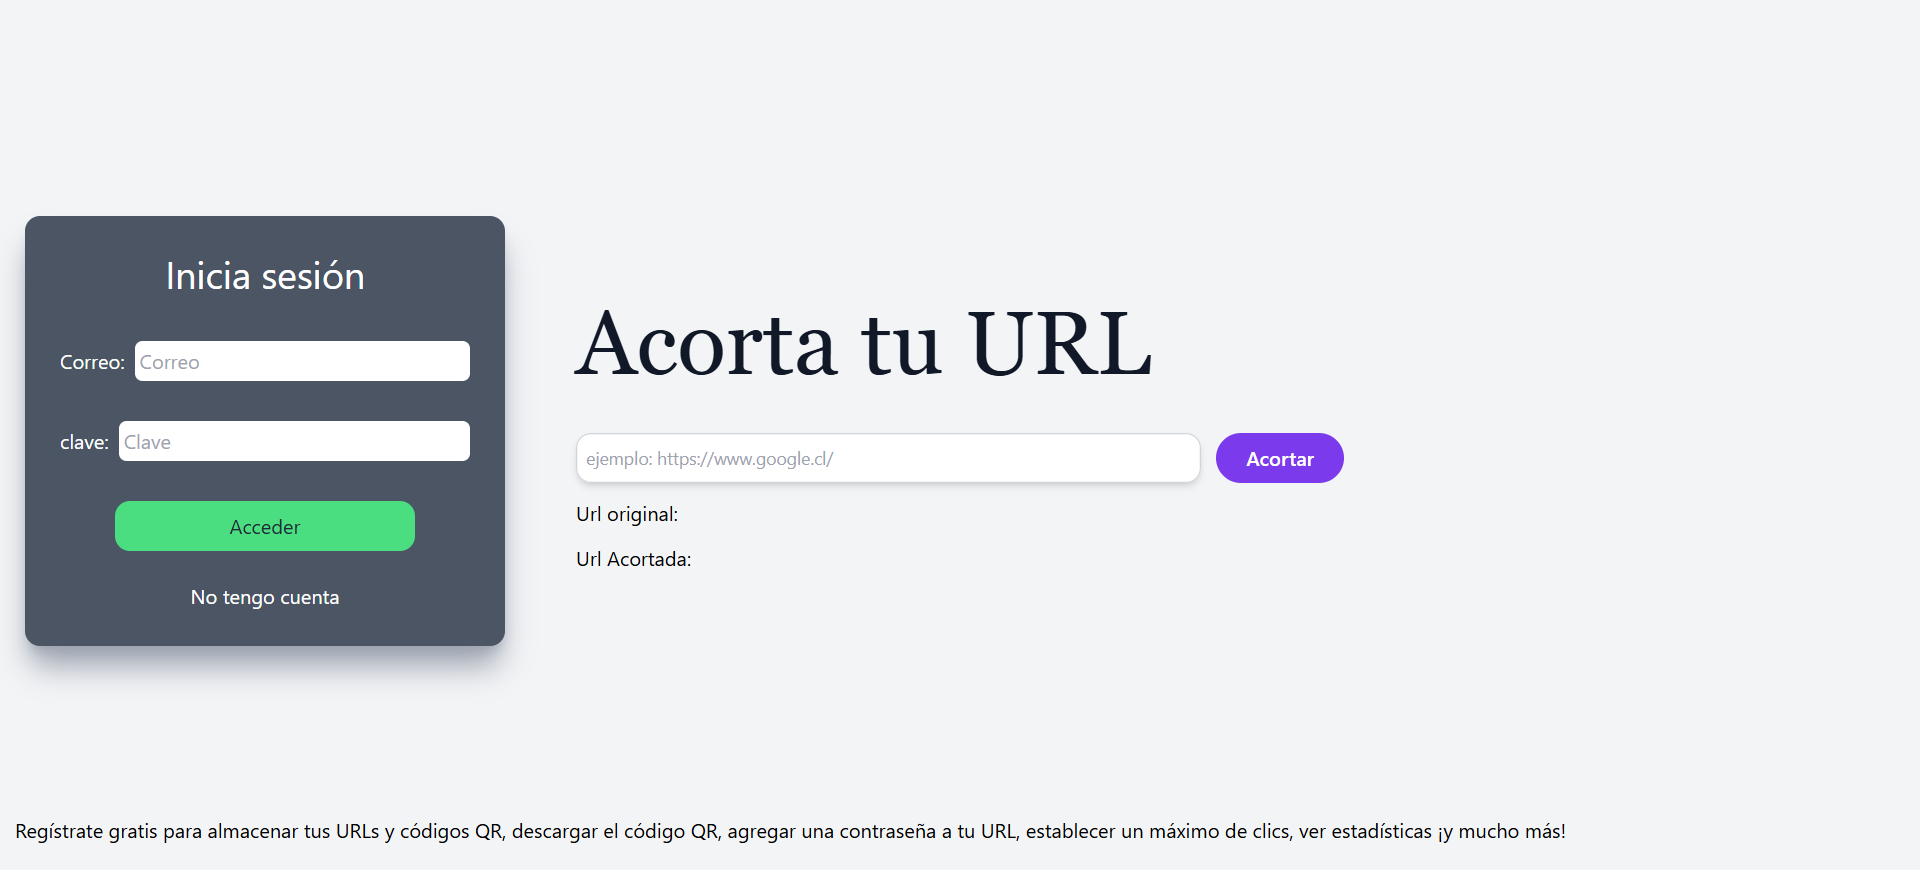 Inicia sesión
Correo: Correo
clave: Clave
Acceder
No tengo cuenta
Acorta tu URL
ejemplo: https://www.google.cl/ Acortar
Url original:
Url Acortada:
Regístrate gratis para almacenar tus URLs y códigos QR, descargar el código QR, agregar una contraseña a tu URL, establecer un máximo de clics, ver estadísticas ¡y mucho más!